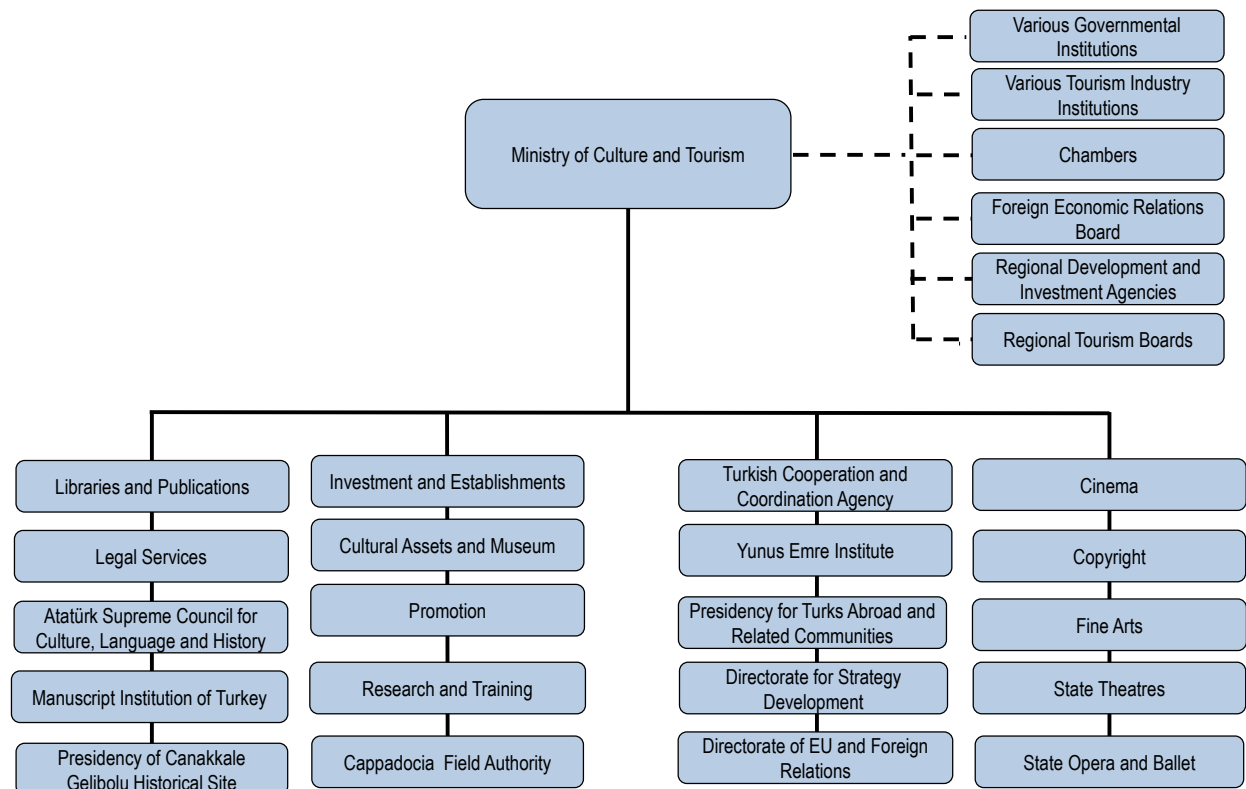 Various Governmental
Institutions
Various Tourism Industry
Institutions
Ministry of Culture and Tourism
Chambers
Foreign Economic Relations
Board
Regional Development and
Investment Agencies
Regional Tourism Boards
Libraries and Publications
Legal Services
Atatürk Supreme Council for
Culture, Language and History
Manuscript Institution of Turkey
Presidency of Canakkale
Gelibolu Historical Site
Investment and Establishments
Cultural Assets and Museum
Promotion
Research and Training
Cappadocia Field Authority
Turkish Cooperation and
Coordination Agency
Yunus Emre Institute
Presidency for Turks Abroad and
Related Communities
Directorate for Strategy
Development
Directorate of EU and Foreign
Relations
Cinema
Copyright
Fine Arts
State Theatres
State Opera and Ballet